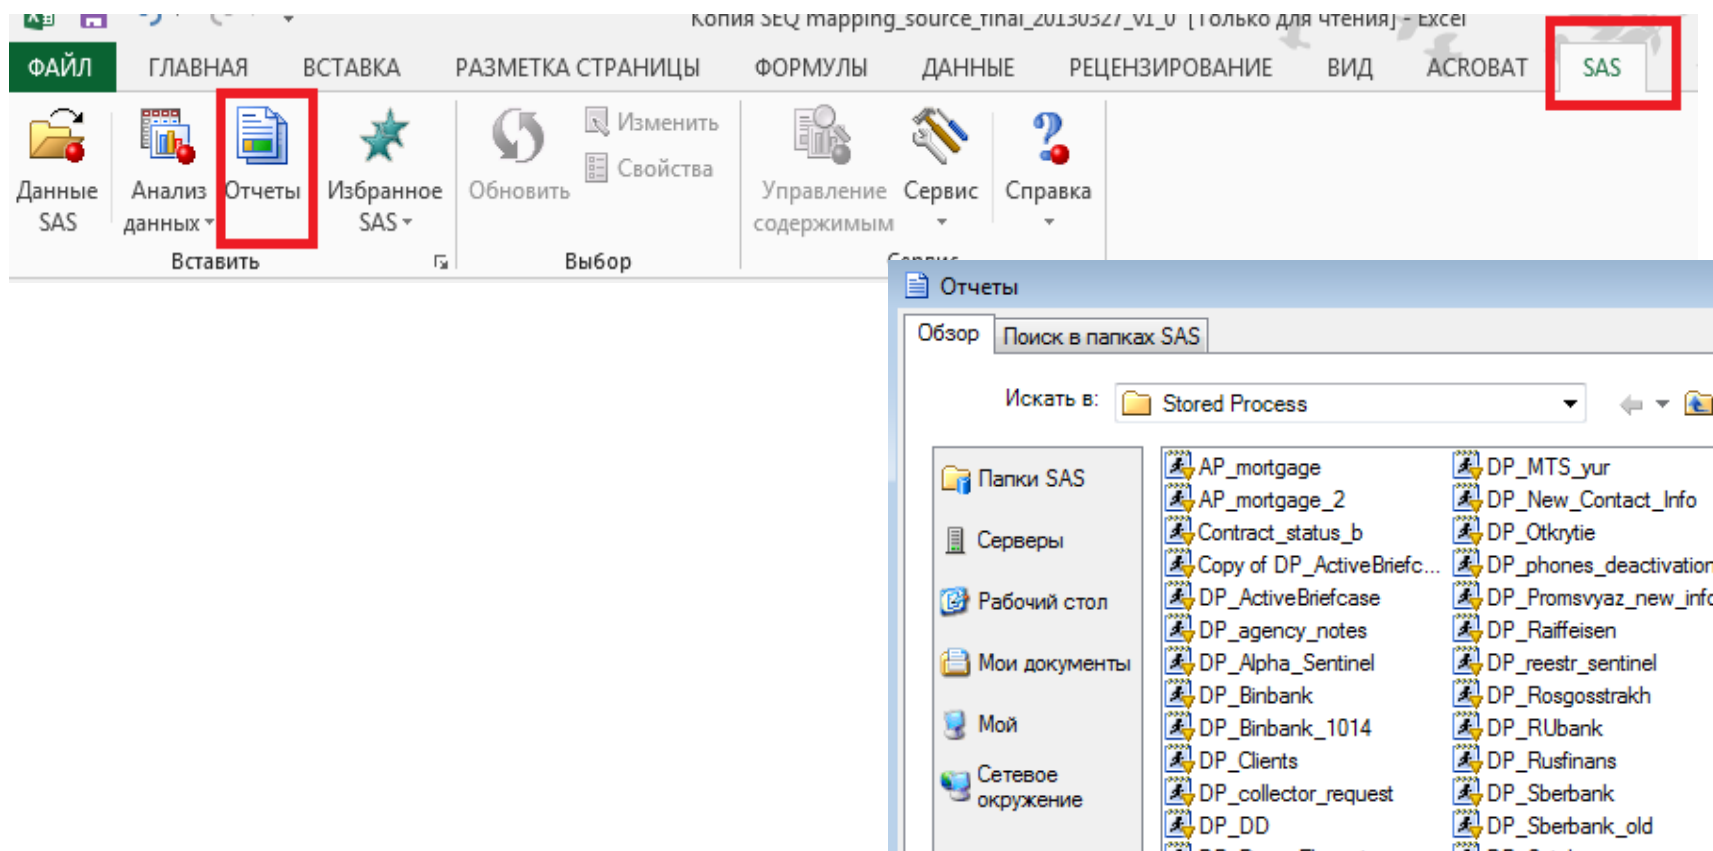 Копия SEQ mapping_source_final_20130327_v1_0 [Только для чтения] - Excel
ФАЙЛ ГЛАВНАЯ ВСТАВКА РАЗМЕТКА СТРАНИЦЫ ФОРМУЛЫ ДАННЫЕ РЕЦЕНЗИРОВАНИЕ ВИД ACROBAT SAS
Данные SAS
Анализ данных
Отчеты
Избранное SAS
Обновить
Изменить
Свойства
Управление содержимым
Сервис
Справка
Вставить
Выбор
Сервис
Отчеты
Обзор Поиск в папках SAS
Искать в: Stored Process
Папки SAS
Серверы
Рабочий стол
Мои документы
Мой
Сетевое
окружение
AP_mortgage
AP_mortgage_2
Contract_status_b
Copy of DP_ActiveBriefc...
DP_ActiveBriefcase
DP_agency_notes
DP_Alpha_Sentinel
DP_Binbank
DP_Binbank_1014
DP_Clients
DP_collector_request
DP_DD
DP_MTS_yur
DP_New_Contact_Info
DP_Otkrytie
DP_phones_deactivation
DP_Promsvyaz_new_info
DP_Raiffeisen
DP_reestr_sentinel
DP_Rosgosstrakh
DP_RUbank
DP_Rusfinans
DP_Sberbank
DP_Sberbank_old